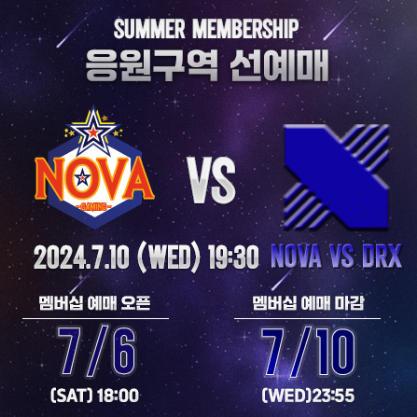 SUMMER MEMBERSHIP
응원구역 선예매
NOVA
-GAMING-
VS
2024.7.10 (WED) 19:30 NOVA VS DRX
멤버십 예매 오픈
7/6
(SAT) 18:00
멤버십 예매 마감
7/10
(WED)23:55